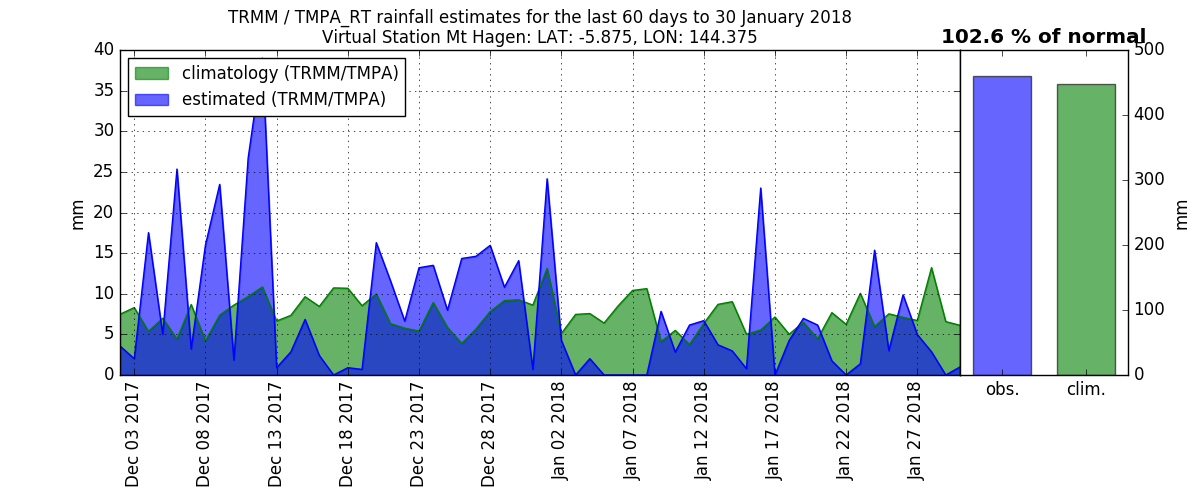 TRMM / TMPA_RT rainfall estimates for the last 60 days to 30 January 2018
Virtual Station Mt Hagen: LAT: -5.875, LON: 144.375
102.6 % of normal
climatology (TRMM/TMPA)
estimated (TRMM/TMPA)
40
35
30
25
20
15
10
5
0
mm
500
400
300
200
100
0
mm
obs.
clim.
Dec 03 2017
Dec 08 2017
Dec 13 2017
Dec 18 2017
Dec 23 2017
Dec 28 2017
Jan 02 2018
Jan 07 2018
Jan 12 2018
Jan 17 2018
Jan 22 2018
Jan 27 2018